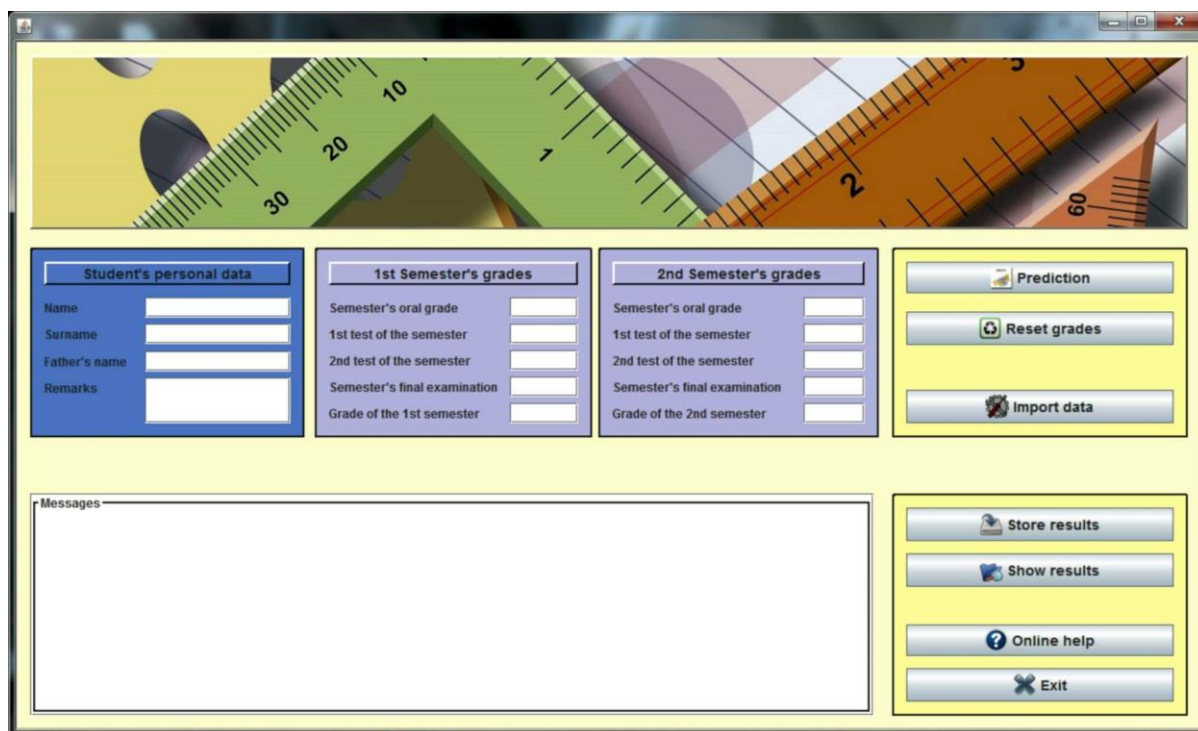 10
20
30
1
2
3
60
Student's personal data
Name
Surname
Father's name
Remarks
1st Semester's grades
Semester's oral grade
1st test of the semester
2nd test of the semester
Semester's final examination
Grade of the 1st semester
2nd Semester's grades
Semester's oral grade
1st test of the semester
2nd test of the semester
Semester's final examination
Grade of the 2nd semester
Prediction
Reset grades
Import data
Messages
Store results
Show results
Online help
Exit